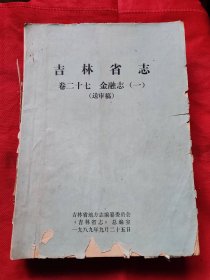 吉林省志
卷二十七 金融志(一)
(送审稿)
吉林省地方志编纂委员会
《吉林省志》总编室
一九八九年九月二十五日